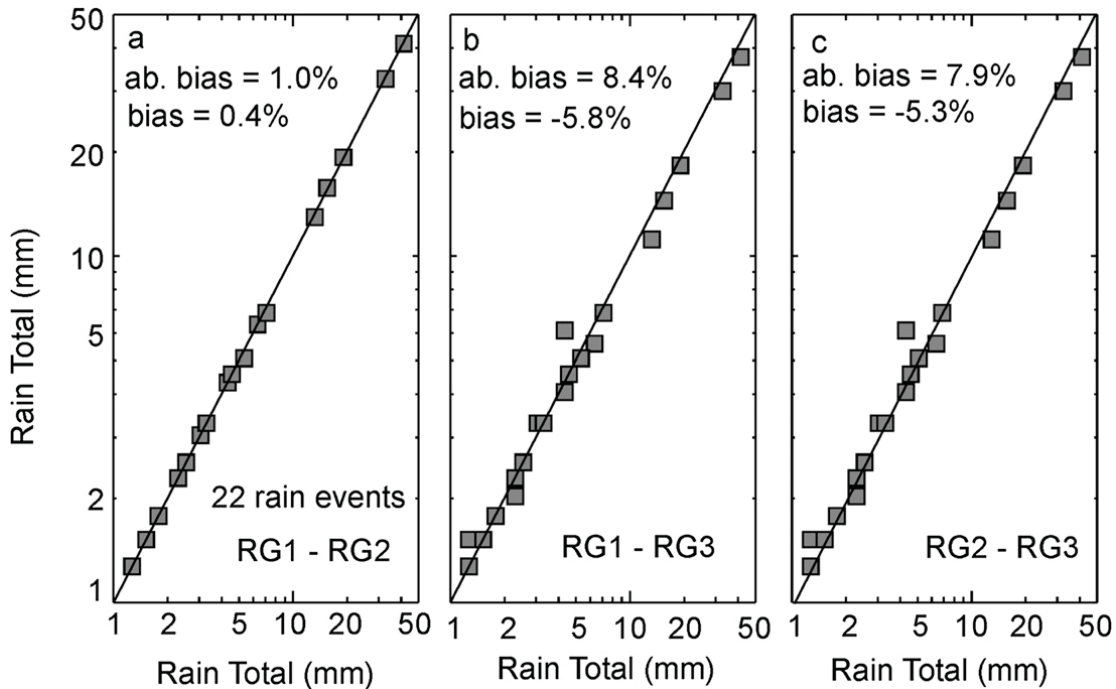 a
ab. bias = 1.0%
bias = 0.4%
22 rain events
RG1 - RG2
b
ab. bias = 8.4%
bias = -5.8%
RG1 - RG3
c
ab. bias = 7.9%
bias = -5.3%
RG2 - RG3
50
20
10
5
2
1
Rain Total (mm)
1 2 5 10 20 50
1 2 5 10 20 50
1 2 5 10 20 50
Rain Total (mm)
Rain Total (mm)
Rain Total (mm)